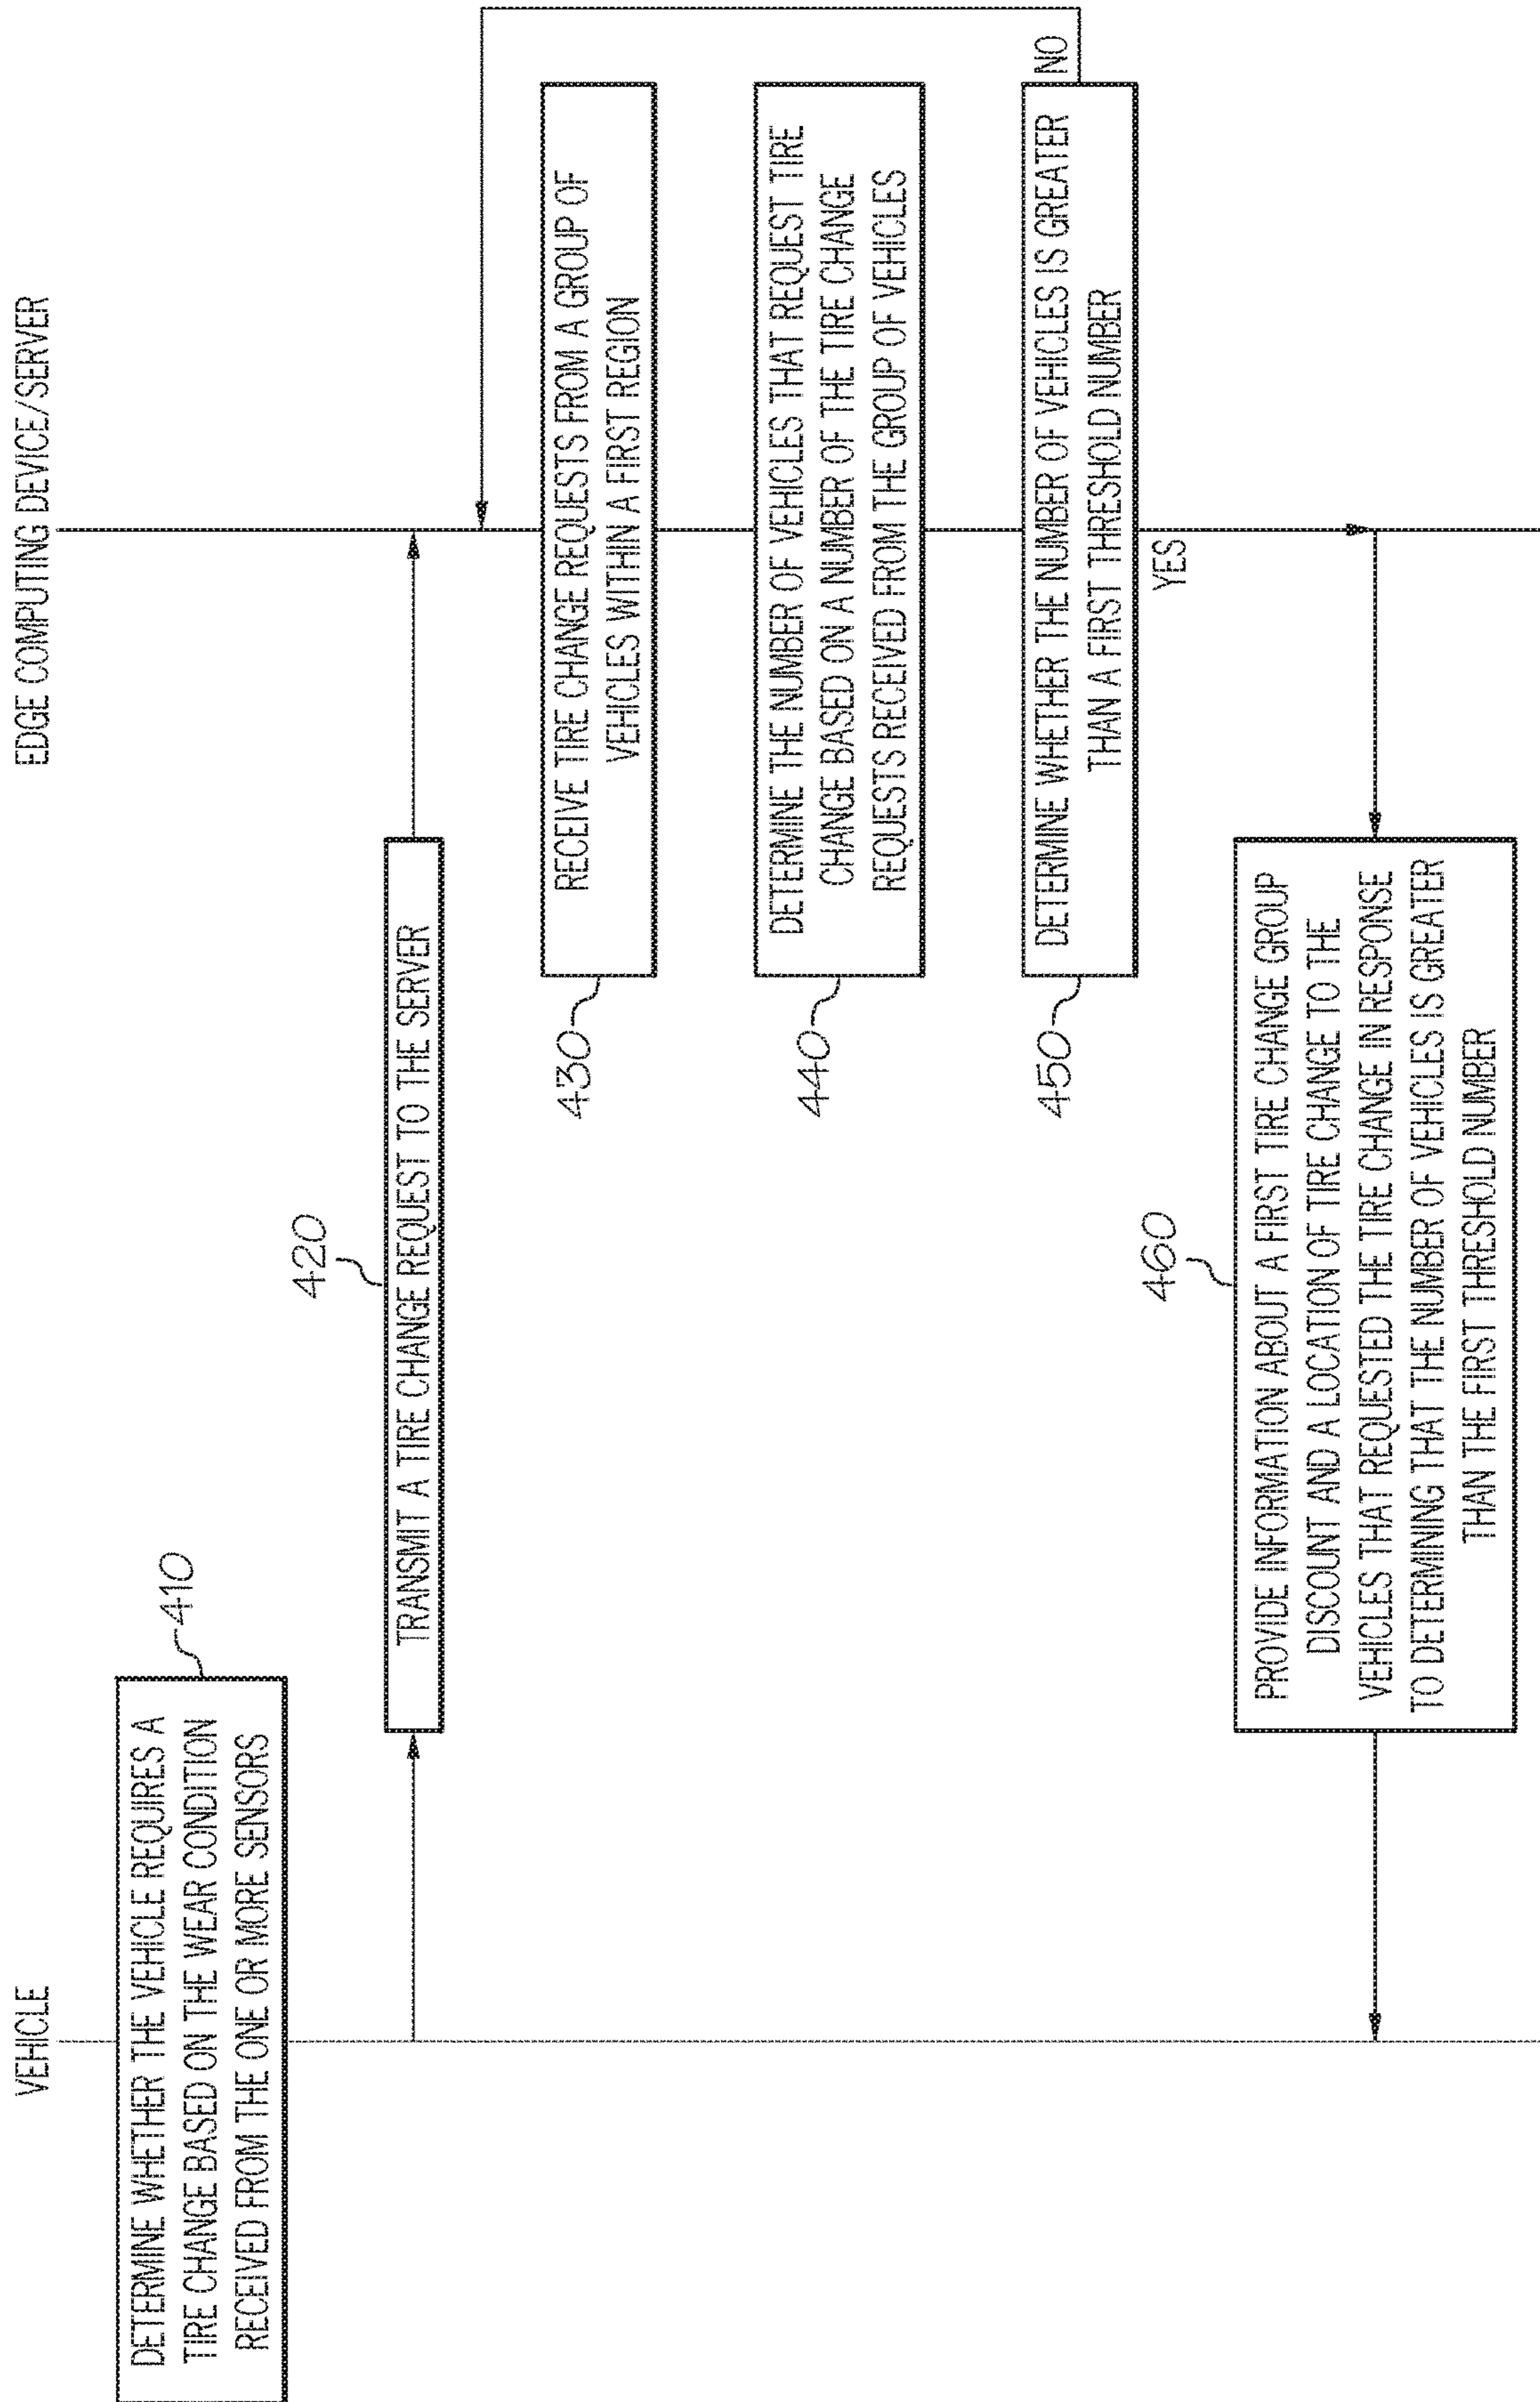 VEHICLE
EDGE COMPUTING DEVICE/SERVER
DETERMINE WHETHER THE VEHICLE REQUIRES A
TIRE CHANGE BASED ON THE WEAR CONDITION
RECEIVED FROM THE ONE OR MORE SENSORS
410
420
TRANSMIT A TIRE CHANGE REQUEST TO THE SERVER
RECEIVE TIRE CHANGE REQUESTS FROM A GROUP OF
VEHICLES WITHIN A FIRST REGION
430
DETERMINE THE NUMBER OF VEHICLES THAT REQUEST TIRE
CHANGE BASED ON A NUMBER OF THE TIRE CHANGE
REQUESTS RECEIVED FROM THE GROUP OF VEHICLES
440
DETERMINE WHETHER THE NUMBER OF VEHICLES IS GREATER
THAN A FIRST THRESHOLD NUMBER
450
NO
YES
460
PROVIDE INFORMATION ABOUT A FIRST TIRE CHANGE GROUP
DISCOUNT AND A LOCATION OF TIRE CHANGE TO THE
VEHICLES THAT REQUESTED THE TIRE CHANGE IN RESPONSE
TO DETERMINING THAT THE NUMBER OF VEHICLES IS GREATER
THAN THE FIRST THRESHOLD NUMBER